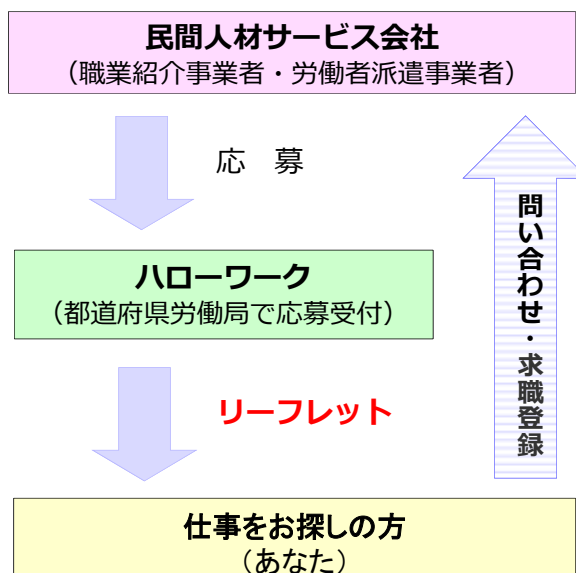 民間人材サービス会社
（職業紹介事業者・労働者派遣事業者）
応　募
ハローワーク
（都道府県労働局で応募受付）
リーフレット
問い合わせ・求職登録
仕事をお探しの方
（あなた）